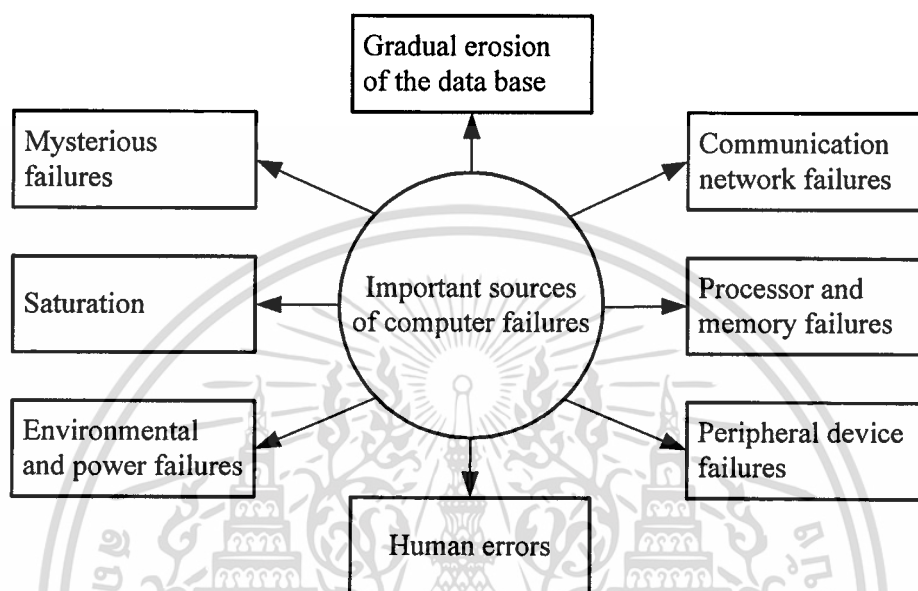 Gradual erosion
of the data base
Mysterious
failures
Communication
network failures
Saturation
Important sources
of computer failures
Processor and
memory failures
Environmental
and power failures
Peripheral device
failures
Human errors